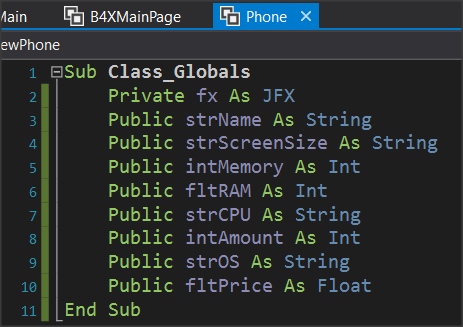 Main B4XMainPage Phone ×
ewPhone
1 Sub Class_Globals
2 Private fx As JFX
3 Public strName As String
4 Public strScreenSize As String
5 Public intMemory As Int
6 Public fltRAM As Int
7 Public strCPU As String
8 Public intAmount As Int
9 Public strOS As String
10 Public fltPrice As Float
11 End Sub